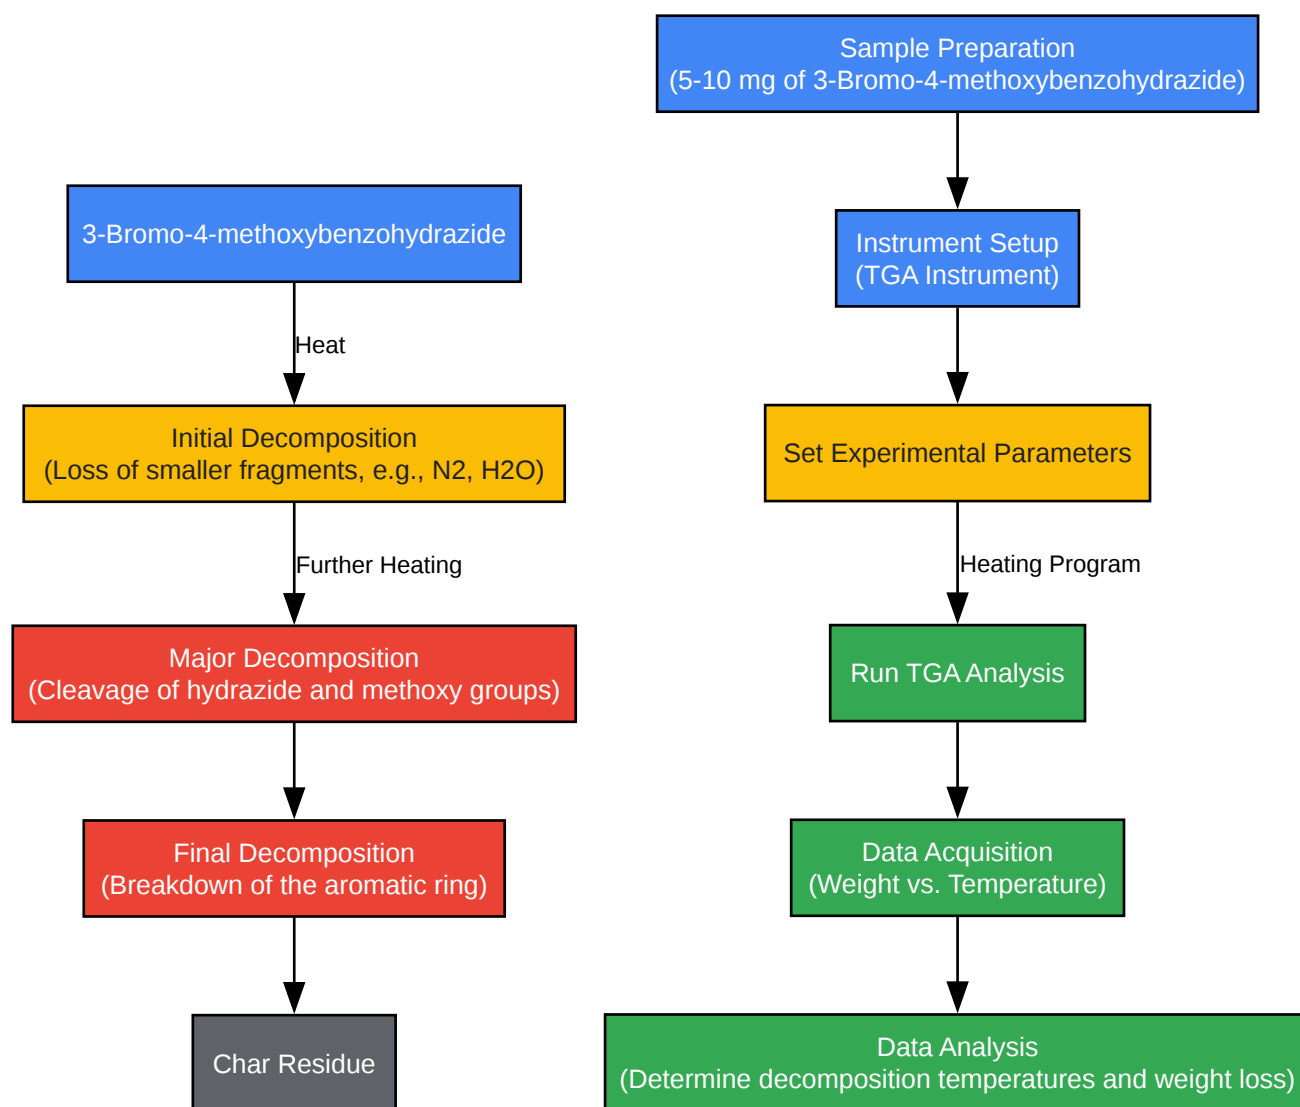 3-Bromo-4-methoxybenzohydrazide
Heat
Initial Decomposition
(Loss of smaller fragments, e.g., N2, H2O)
Further Heating
Major Decomposition
(Cleavage of hydrazide and methoxy groups)
Final Decomposition
(Breakdown of the aromatic ring)
Char Residue
Sample Preparation
(5-10 mg of 3-Bromo-4-methoxybenzohydrazide)
Instrument Setup
(TGA Instrument)
Set Experimental Parameters
Heating Program
Run TGA Analysis
Data Acquisition
(Weight vs. Temperature)
Data Analysis
(Determine decomposition temperatures and weight loss)